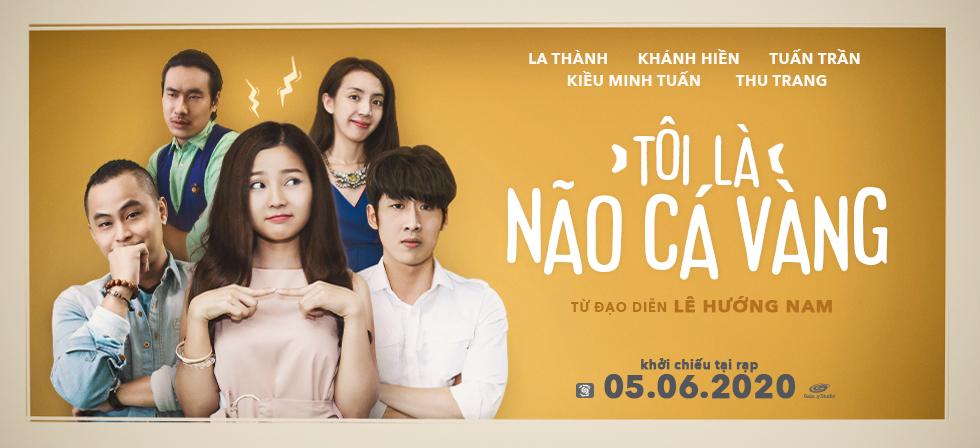 LA THÀNH KHÁNH HIỀN TUẤN TRẦN
KIỀU MINH TUẤN THU TRANG
TÔI LÀ
NÃO CÁ VÀNG
TỪ ĐẠO DIỄN LÊ HƯỚNG NAM
khởi chiếu tại rạp
05.06.2020